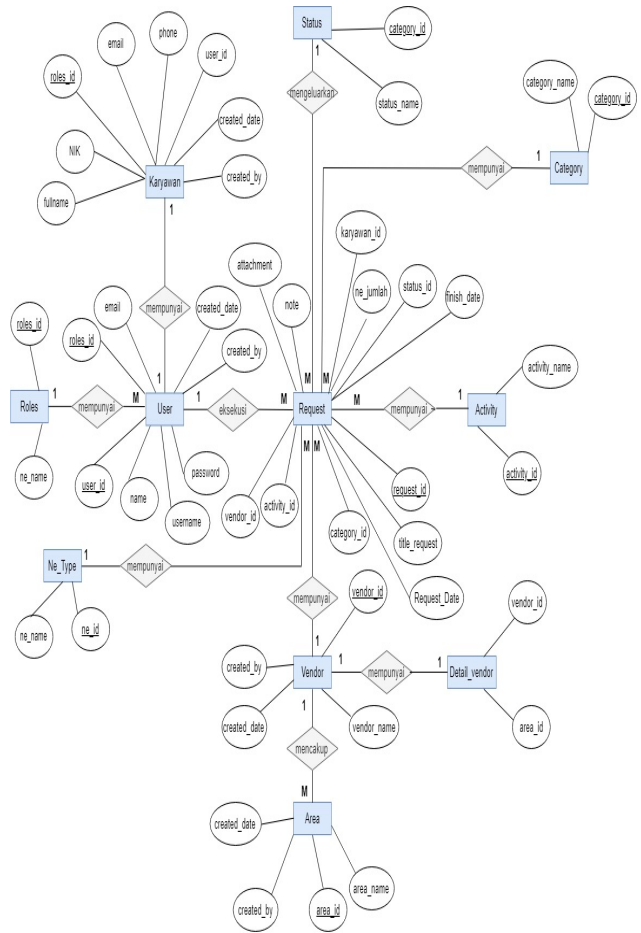 Status
category_id
1
status_name
mengeluarkan
phone
email
user_id
roles_id
created_date
NIK
created_by
fullname
Karyawan
1
category_name
category_id
mempunyai
1
Category
karyawan_id
attachment
ne_jumlah
status_id
finish_date
note
mempunyai
email
created_date
roles_id
created_by
roles_id
1
M
M
activity_name
Roles
1
mempunyai
M
User
1
eksekusi
M
Request
M
mempunyai
1
Activity
M
M
M
ne_name
user_id
name
username
password
vendor_id
activity_id
category_id
request_id
title_request
Request_Date
activity_id
Ne_Type
1
mempunyai
ne_name
ne_id
mempunyai
vendor_id
1
created_by
Vendor
1
mempunyai
1
Detail_vendor
vendor_id
created_date
1
vendor_name
area_id
mencakup
M
created_date
Area
area_name
created_by
area_id